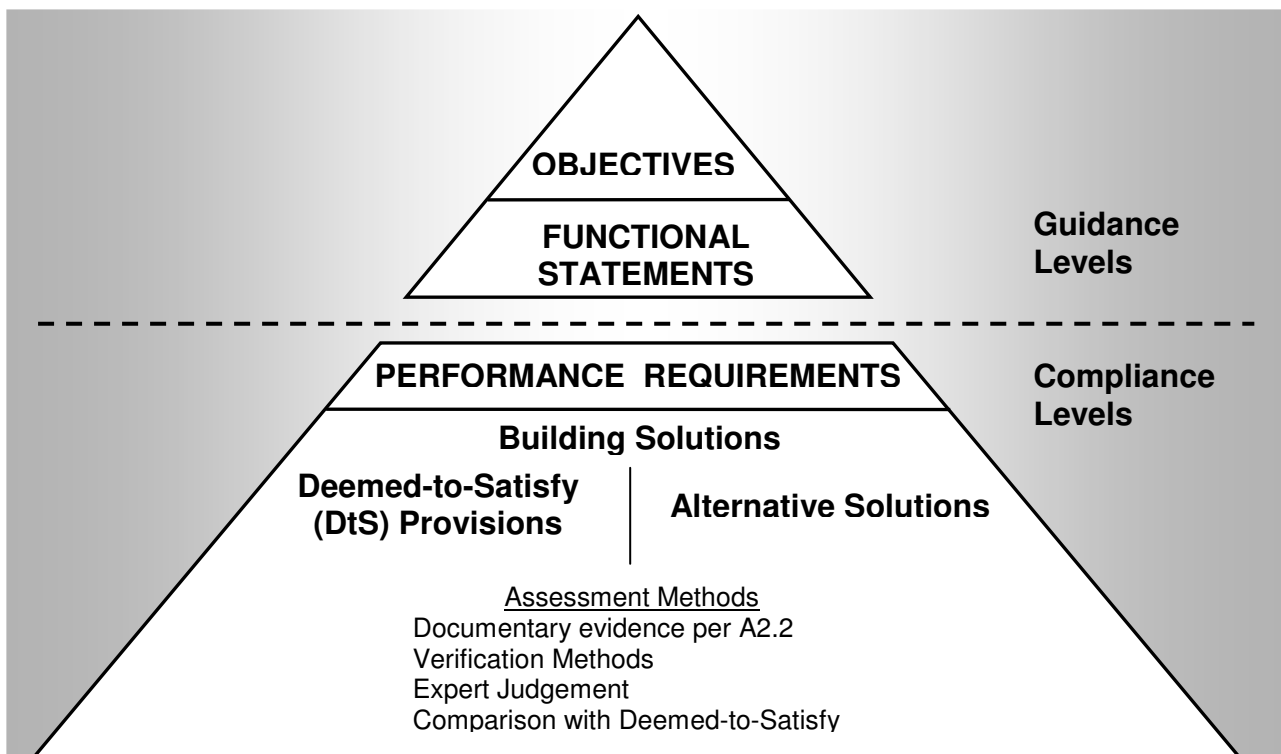 OBJECTIVES
FUNCTIONAL
STATEMENTS
Guidance
Levels
PERFORMANCE REQUIREMENTS
Compliance
Levels
Building Solutions
Deemed-to-Satisfy
(DtS) Provisions
Alternative Solutions
Assessment Methods
Documentary evidence per A2.2
Verification Methods
Expert Judgement
Comparison with Deemed-to-Satisfy